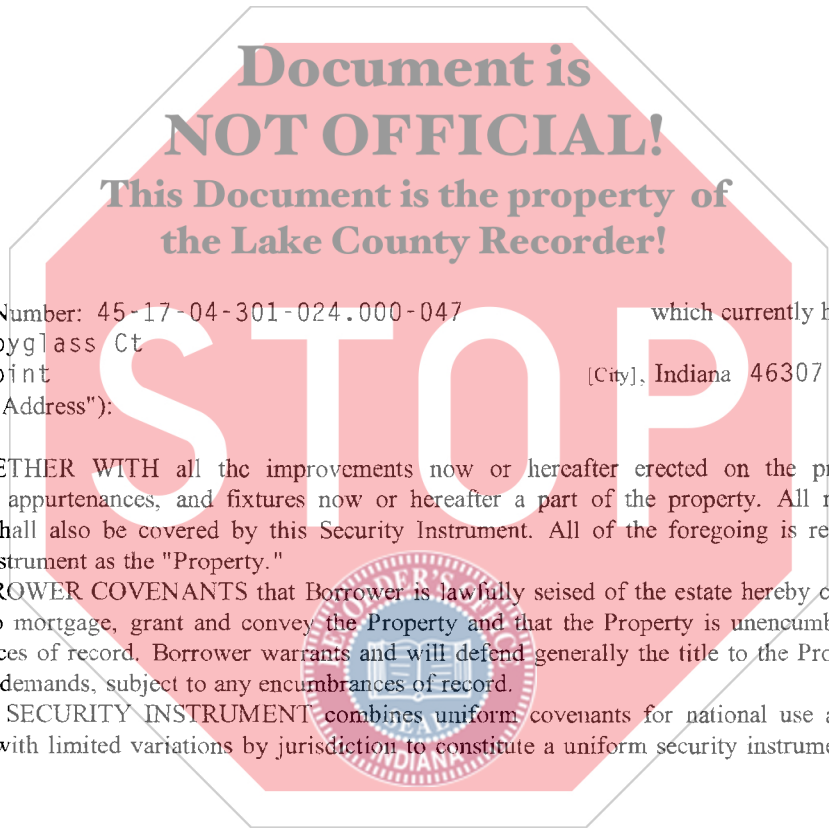 Document is
NOT OFFICIAL!
This Document is the property of
the Lake County Recorder!
Number: 45-17-04-301-024.000-047 which currently h
pyglass Ct
oint [City], Indiana 46307
Address"):
STOP
ETHER WITH all the improvements now or hereafter erected on the pr
appurtenances, and fixtures now or hereafter a part of the property. All r
hall also be covered by this Security Instrument. All of the foregoing is re
strument as the "Property."
ROWER COVENANTS that Borrower is lawfully seised of the estate hereby c
o mortgage, grant and convey the Property and that the Property is unencumb
ces of record. Borrower warrants and will defend generally the title to the Pro
demands, subject to any encumbrances of record.
SECURITY INSTRUMENT combines uniform covenants for national use a
with limited variations by jurisdiction to constitute a uniform security instrume
RECORDER'S OFFICE
SEAL
INDIANA